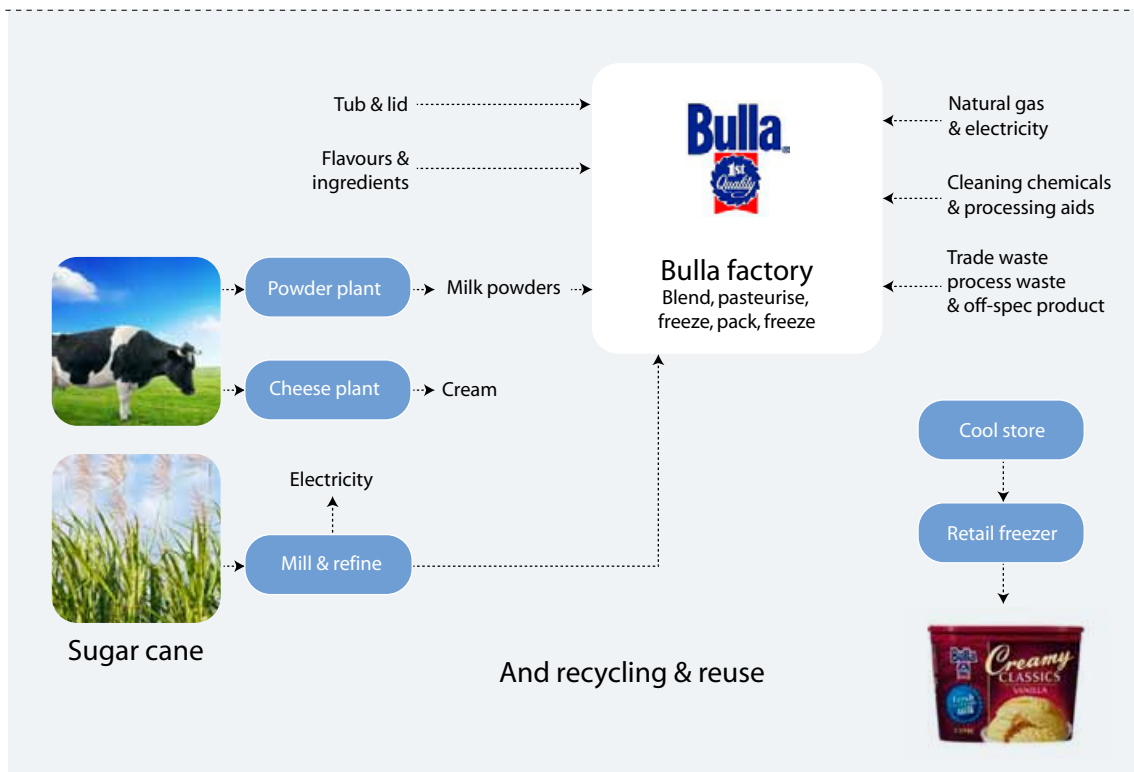 Tub & lid
Flavours &
ingredients
Bulla
1st
Quality
Natural gas
& electricity
Cleaning chemicals
& processing aids
Trade waste
process waste
& off-spec product
Powder plant
Milk powders
Bulla factory
Blend, pasteurise,
freeze, pack, freeze
Cheese plant
Cream
Cool store
Electricity
Mill & refine
Retail freezer
Sugar cane
And recycling & reuse
Bulla
Creamy
CLASSICS
VANILLA